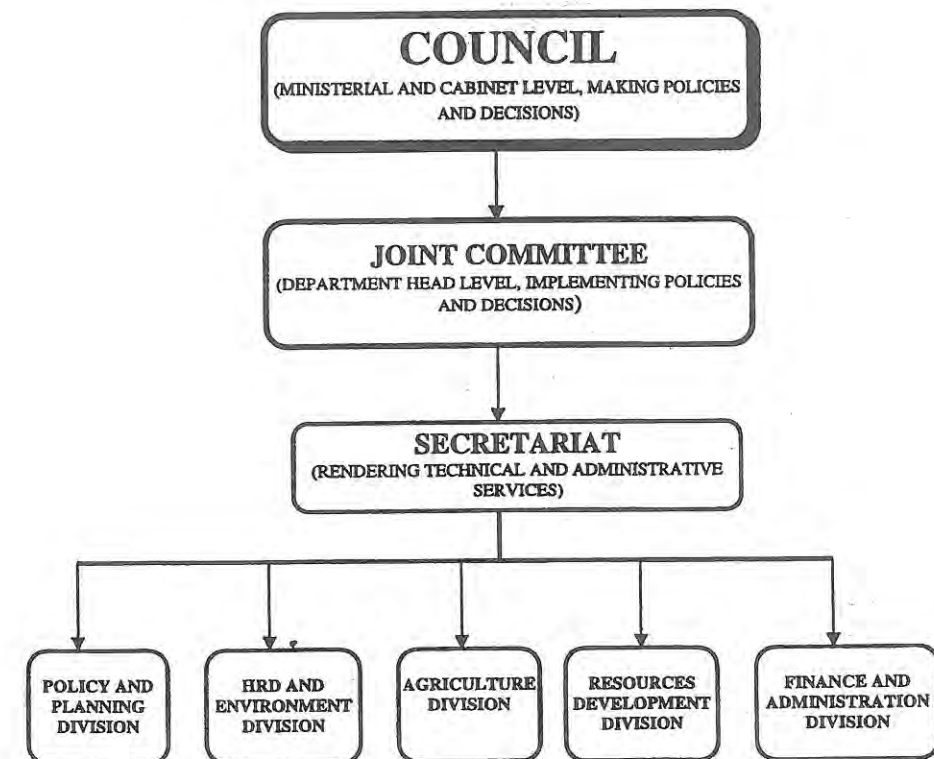 COUNCIL
(MINISTERIAL AND CABINET LEVEL, MAKING POLICIES
AND DECISIONS)
JOINT COMMITTEE
(DEPARTMENT HEAD LEVEL, IMPLEMENTING POLICIES
AND DECISIONS)
SECRETARIAT
(RENDERING TECHNICAL AND ADMINISTRATIVE
SERVICES)
POLICY AND
PLANNING
DIVISION
HRD AND
ENVIRONMENT
DIVISION
AGRICULTURE
DIVISION
RESOURCES
DEVELOPMENT
DIVISION
FINANCE AND
ADMINISTRATION
DIVISION